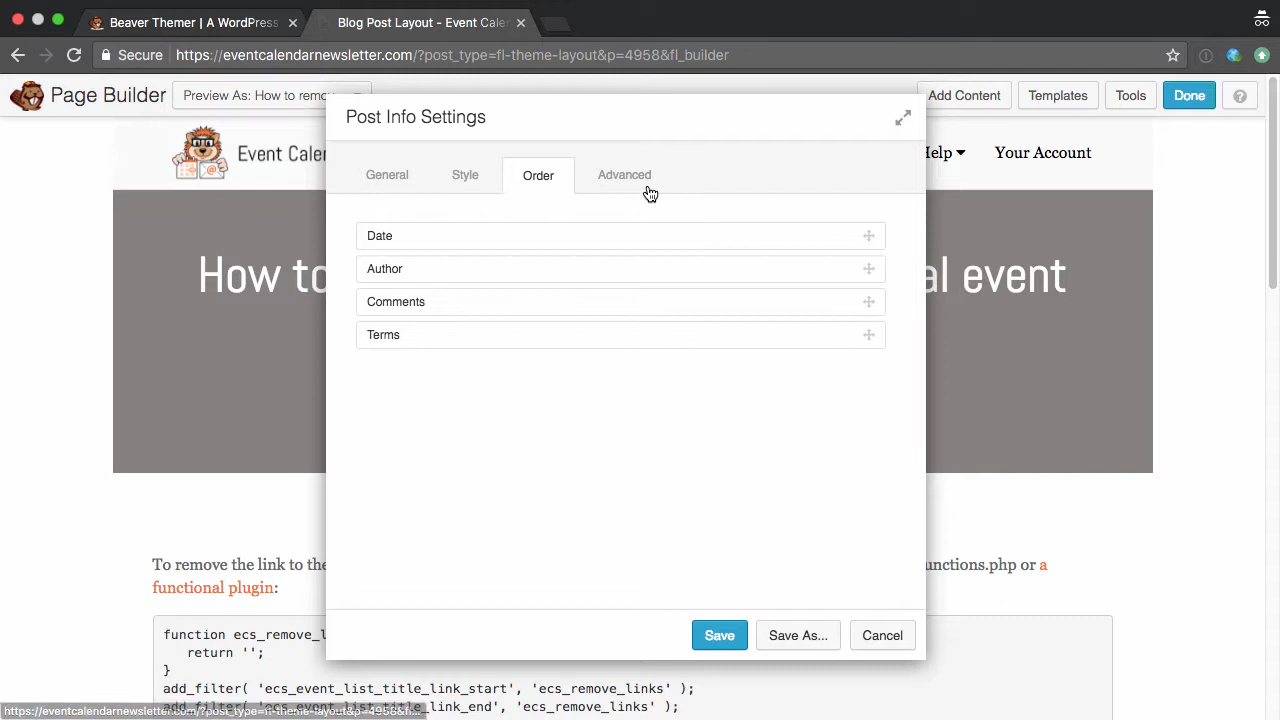 Beaver Themer | A WordPress
Blog Post Layout - Event Caler
Secure
https://eventcalendarnewsletter.com/?post_type=fl-theme-layout&p=4958&fl_builder
Page Builder
Preview As: How to remo
Add Content
Templates
Tools
Done
?
Event Caler
Help
Your Account
Post Info Settings
General
Style
Order
Advanced
How to
al event
Date
Author
Comments
Terms
To remove the link to the
unctions.php or a
functional plugin:
Save
Save As...
Cancel
function ecs_remove_l
return '';
}
add_filter( 'ecs_event_list_title_link_start', 'ecs_remove_links' );
add_filter( 'ecs_event_list_title_link_end', 'ecs_remove_links' );
https://eventcalendarnewsletter.com/?post_type=fl-theme-layout&p=4958&fl...